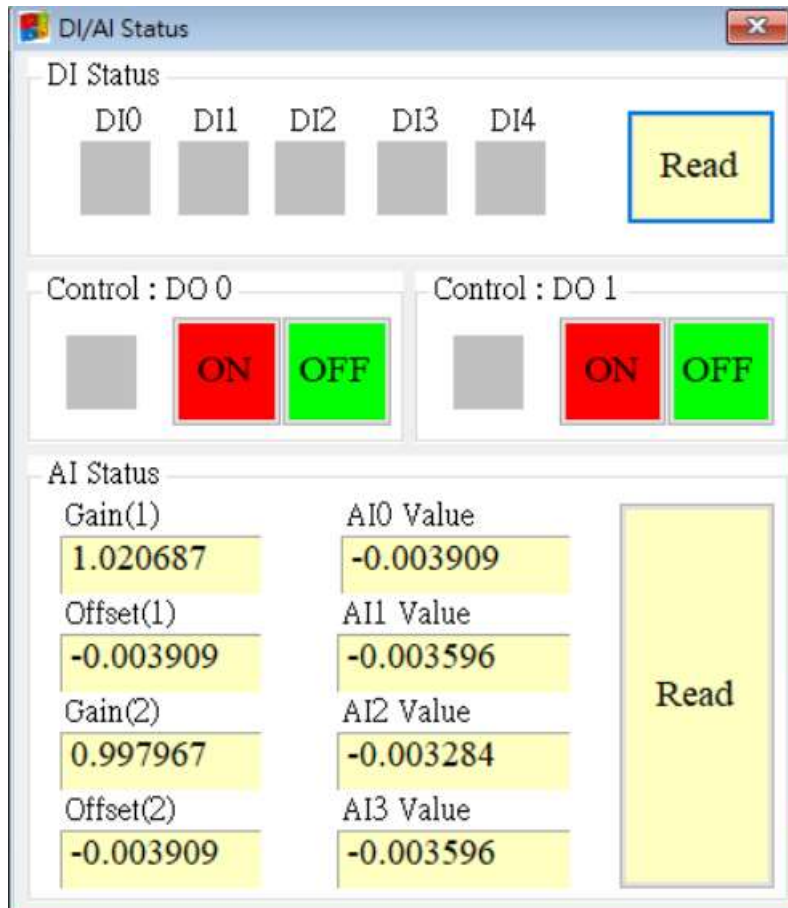 DI/AI Status
DI Status
DI0 DI1 DI2 DI3 DI4
Read
Control : DO 0
ON OFF
Control : DO 1
ON OFF
AI Status
Gain(1) AI0 Value
1.020687 -0.003909
Offset(1) AI1 Value
-0.003909 -0.003596
Gain(2) AI2 Value
0.997967 -0.003284
Offset(2) AI3 Value
-0.003909 -0.003596
Read